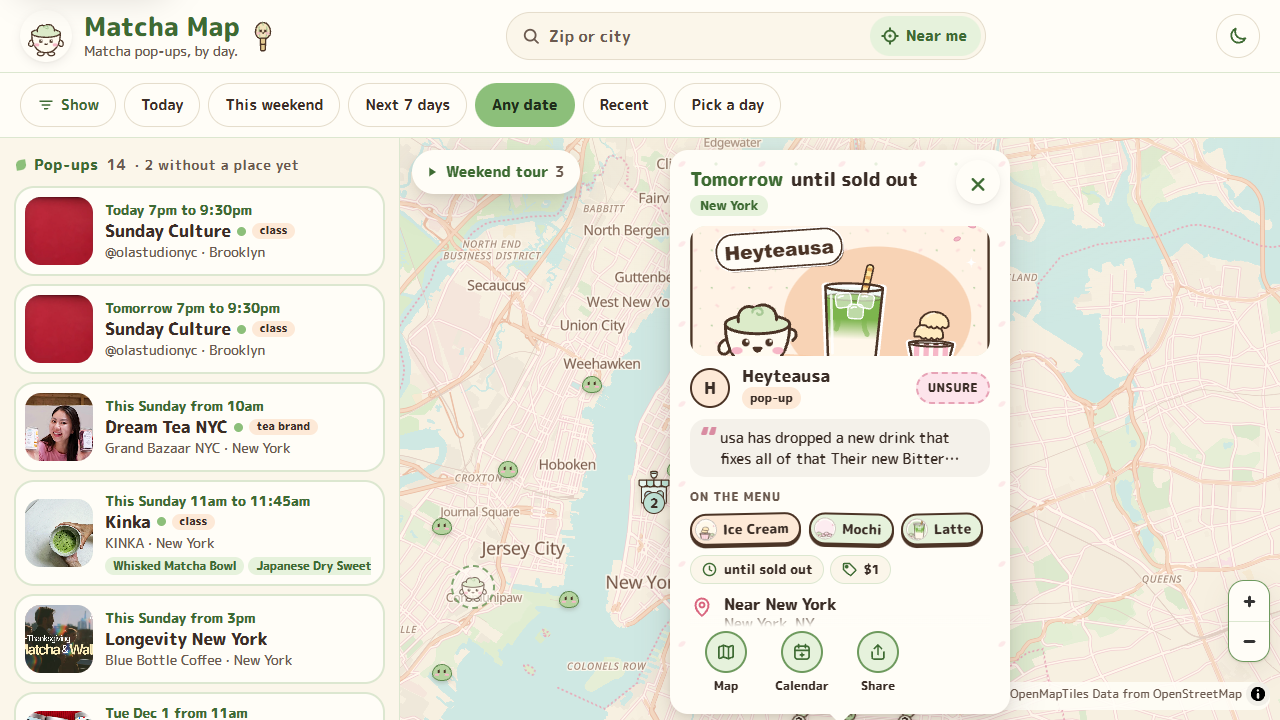 Matcha Map
Matcha pop-ups, by day.
Zip or city
Near me
Show
Today
This weekend
Next 7 days
Any date
Recent
Pick a day
Pop-ups 14 · 2 without a place yet
Today 7pm to 9:30pm
Sunday Culture
class
@olastudionyc · Brooklyn
Tomorrow 7pm to 9:30pm
Sunday Culture
class
@olastudionyc · Brooklyn
This Sunday from 10am
Dream Tea NYC
tea brand
Grand Bazaar NYC · New York
This Sunday 11am to 11:45am
Kinka
class
KINKA · New York
Whisked Matcha Bowl
Japanese Dry Sweet
Thanksgiving
This Sunday from 3pm
Longevity New York
Blue Bottle Coffee · New York
Tue Dec 1 from 11am
Weekend tour 3
Edgewater
BABBITT
North Bergen
NORTH END
BUSINESS DISTRICT
Secaucus
West New Yo
Union City
Weehawken
Hoboken
CROXTON
Journal Square
Jersey City
New Yor
COLONELS ROW
QUEENS
2
Tomorrow until sold out
New York
Heyteausa
H
Heyteausa
pop-up
UNSURE
usa has dropped a new drink that
fixes all of that Their new Bitter…
ON THE MENU
Ice Cream
Mochi
Latte
until sold out
$1
Near New York
New York, NY
Map
Calendar
Share
+
−
OpenMapTiles Data from OpenStreetMap